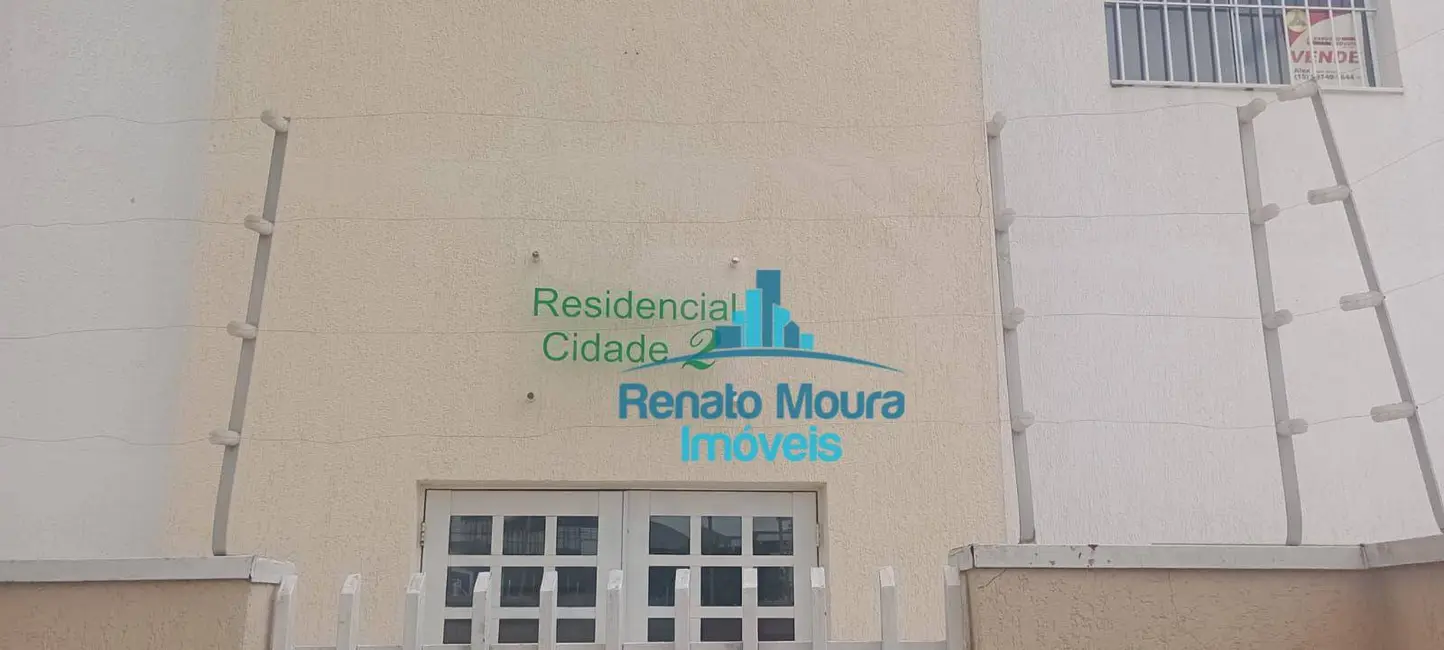 VENDE
Residencial
Cidade 2
Renato Moura
Imóveis